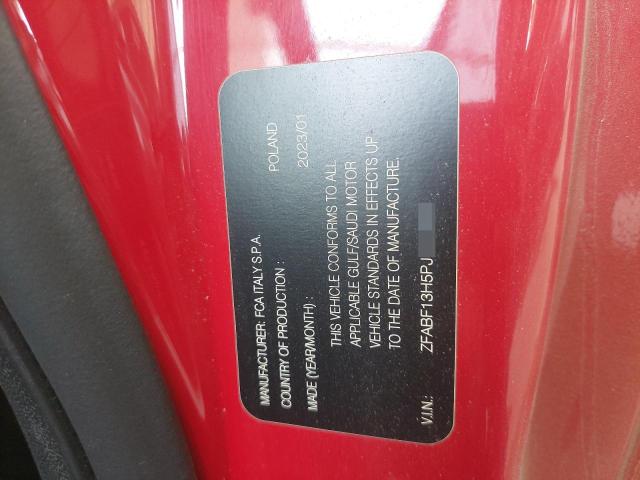 MANUFACTURER: FCA ITALY S.P.A.
COUNTRY OF PRODUCTION : POLAND
MADE (YEAR/MONTH) : 2023/01
THIS VEHICLE CONFORMS TO ALL
APPLICABLE GULF/SAUDI MOTOR
VEHICLE STANDARDS IN EFFECTS UP
TO THE DATE OF MANUFACTURE.
V.I.N.: ZFABF13H5PJ